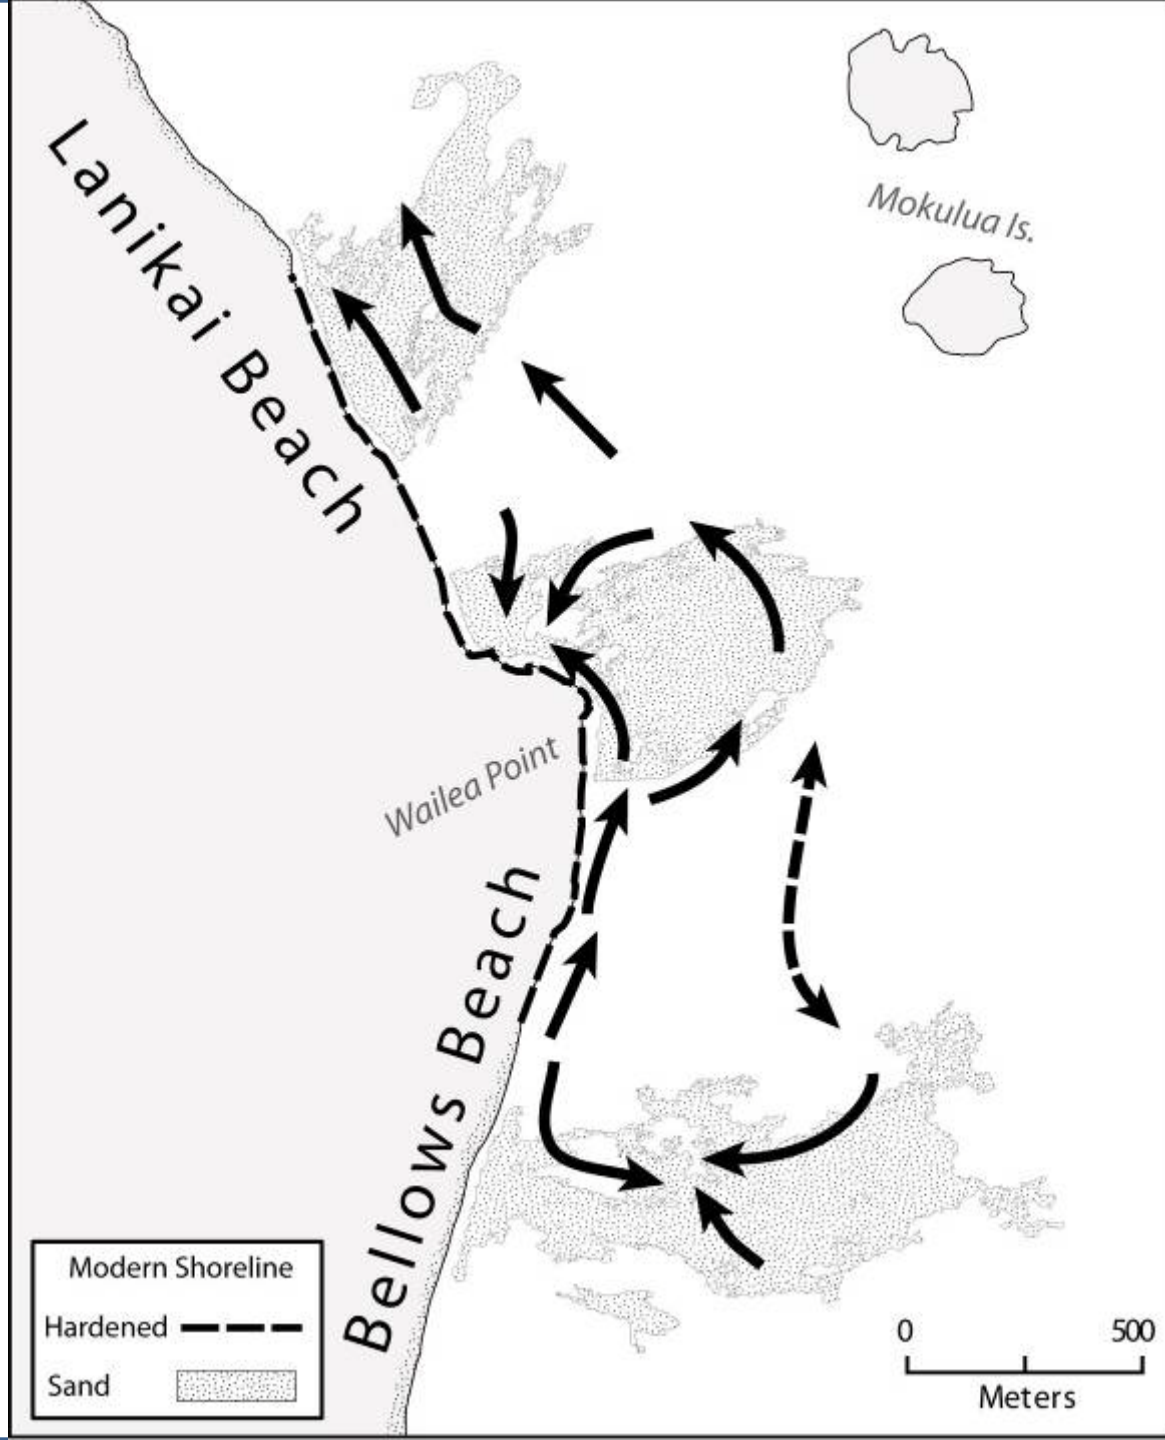 Lanikai Beach
Mokulua Is.
Wailea Point
Bellows Beach
Modern Shoreline
Hardened
Sand
0 500
Meters